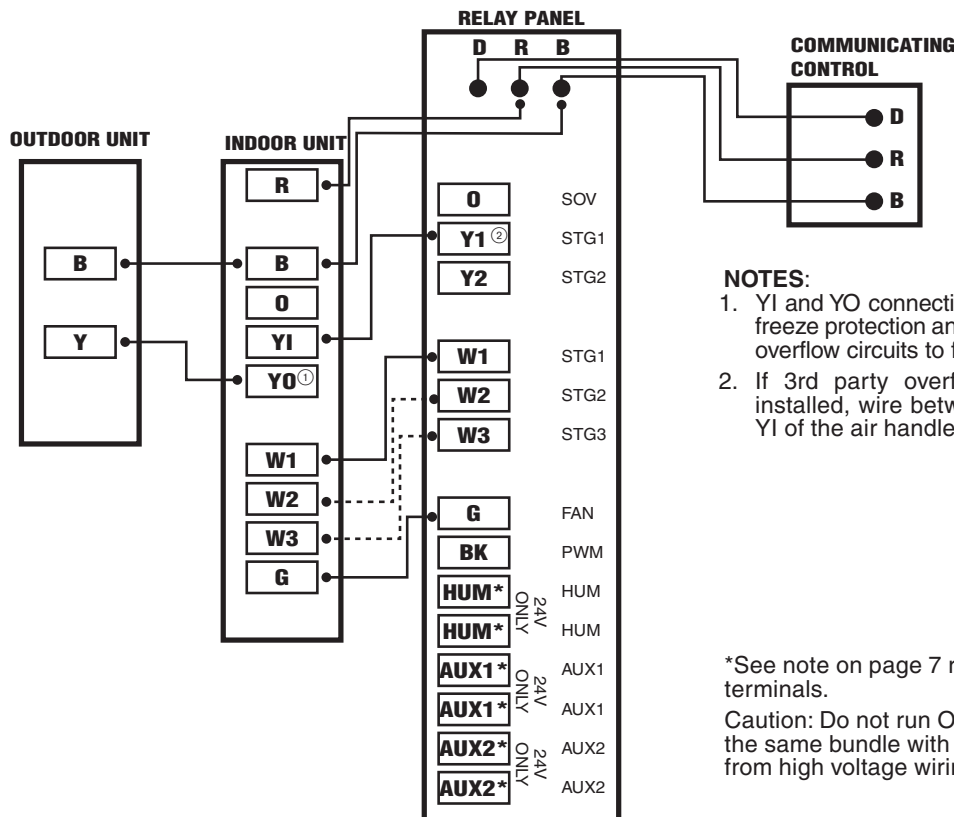 RELAY PANEL
D R B
COMMUNICATING
CONTROL
D
R
B
OUTDOOR UNIT
B
Y
INDOOR UNIT
R
B
O
YI
YO①
W1
W2
W3
G
O SOV
Y1 ② STG1
Y2 STG2
W1 STG1
W2 STG2
W3 STG3
G FAN
BK PWM
HUM* HUM
24V
ONLY
HUM* HUM
AUX1* AUX1
24V
ONLY
AUX1* AUX1
AUX2* AUX2
24V
ONLY
AUX2* AUX2
NOTES:
1. YI and YO connecti
freeze protection an
overflow circuits to f
2. If 3rd party overf
installed, wire betw
YI of the air handle
*See note on page 7 r
terminals.
Caution: Do not run O
the same bundle with
from high voltage wirin